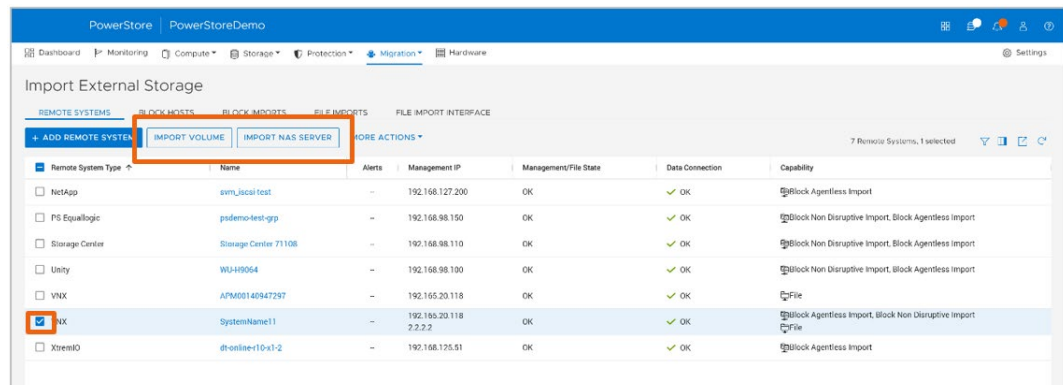 PowerStore | PowerStoreDemo
Dashboard Monitoring Compute Storage Protection Migration Hardware Settings
Import External Storage
REMOTE SYSTEMS BLOCK HOSTS BLOCK IMPORTS FILE IMPORTS FILE IMPORT INTERFACE
+ ADD REMOTE SYSTEM IMPORT VOLUME IMPORT NAS SERVER MORE ACTIONS 7 Remote Systems, 1 selected
Remote System Type Name Alerts Management IP Management/File State Data Connection Capability
NetApp svm_iscsi-test -- 192.168.127.200 OK OK Block Agentless Import
PS Equallogic psdemo-test-grp -- 192.168.98.150 OK OK Block Non Disruptive Import, Block Agentless Import
Storage Center Storage Center 71108 -- 192.168.98.110 OK OK Block Non Disruptive Import, Block Agentless Import
Unity WU-H9064 -- 192.168.98.100 OK OK Block Non Disruptive Import, Block Agentless Import
VNX APM00140947297 -- 192.165.20.118 OK OK File
NX SystemName11 -- 192.165.20.118 OK OK Block Agentless Import, Block Non Disruptive Import
2.2.2.2 File
XtremIO dt-online-r10-x1-2 -- 192.168.125.51 OK OK Block Agentless Import